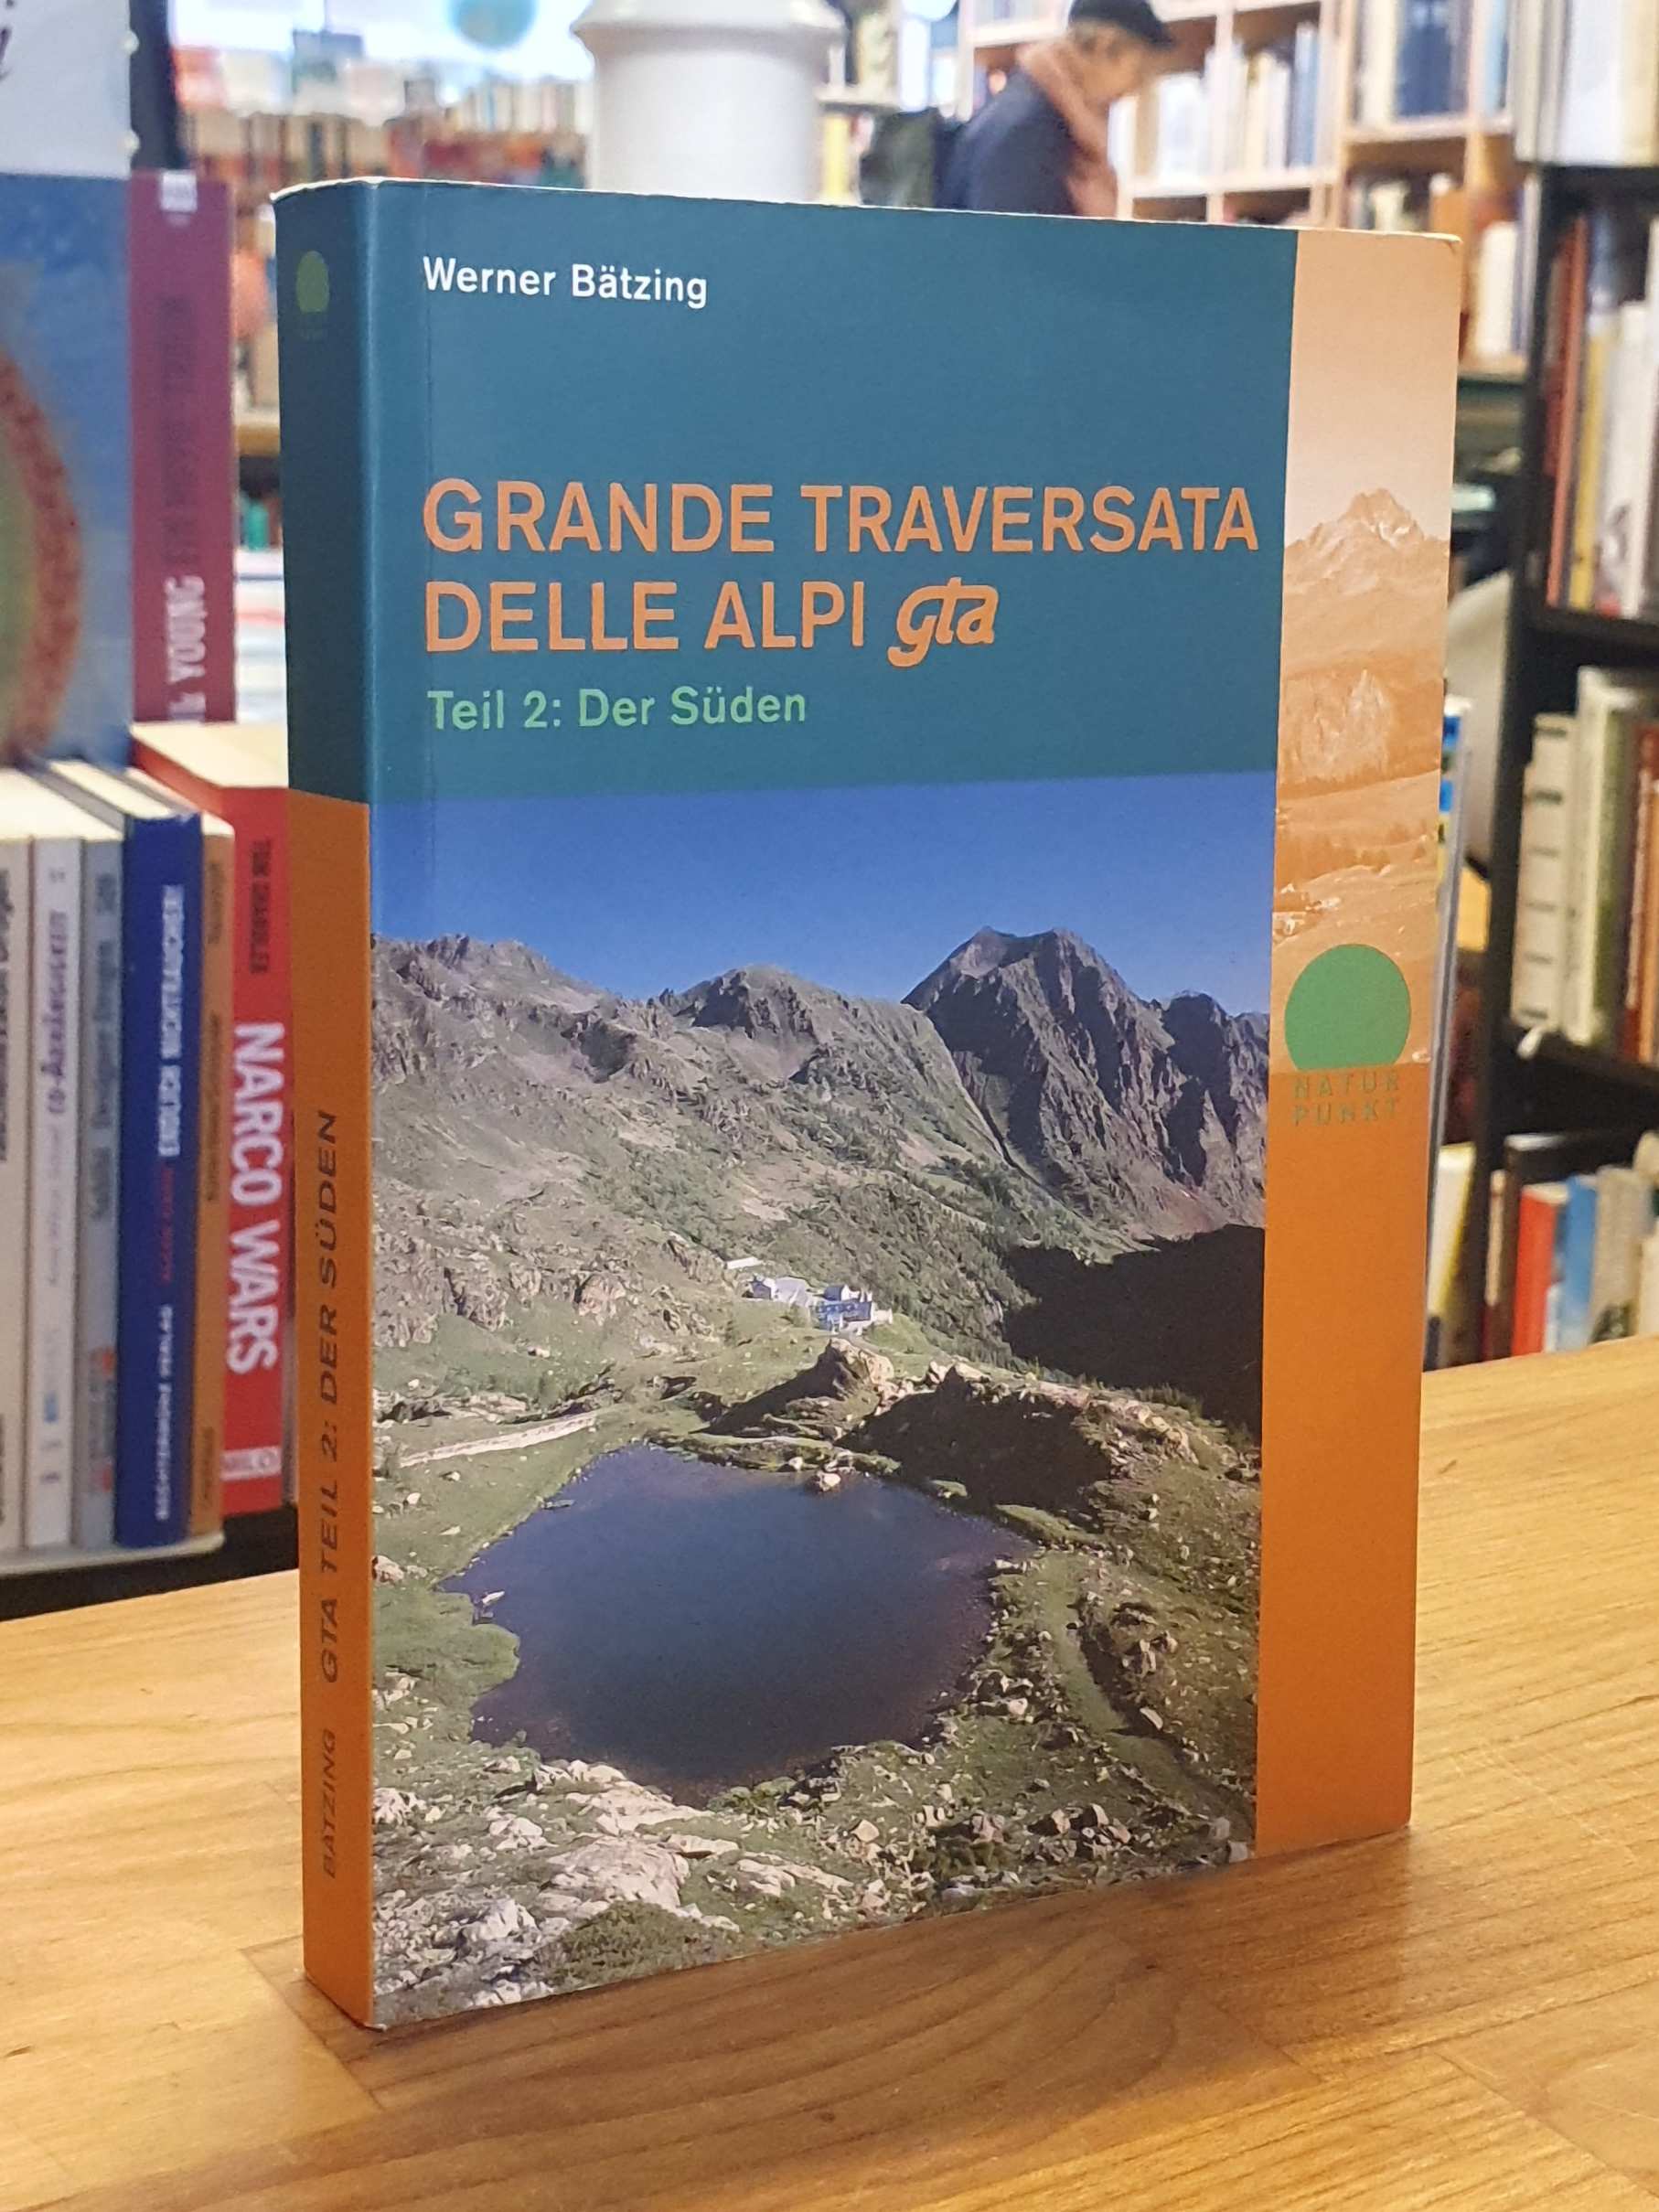 Werner Bätzing
GRANDE TRAVERSATA
DELLE ALPI gta
Teil 2: Der Süden
NATUR
PUNKT
BÄTZING GTA TEIL 2: DER SÜDEN
YOUNG
NARCO WARS